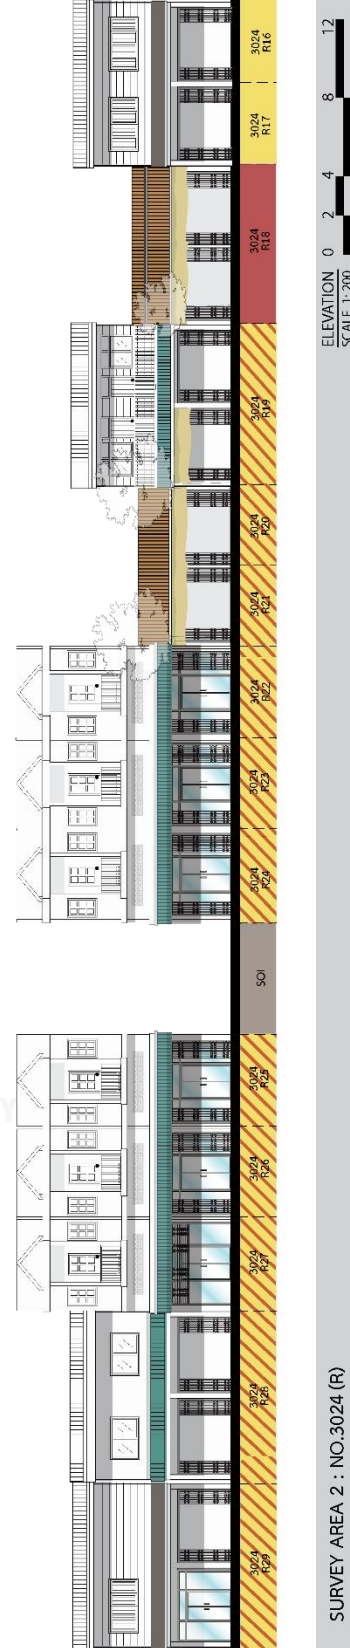 3024
R29
3024
R28
3024
R27
3024
R26
3024
R25
SOI
3024
R24
3024
R23
3024
R22
3024
R21
3024
R20
3024
R19
3024
R18
3024
R17
3024
R16
SURVEY AREA 2 : NO.3024 (R)
ELEVATION
SCALE 1: 200
0 2 4 8 12